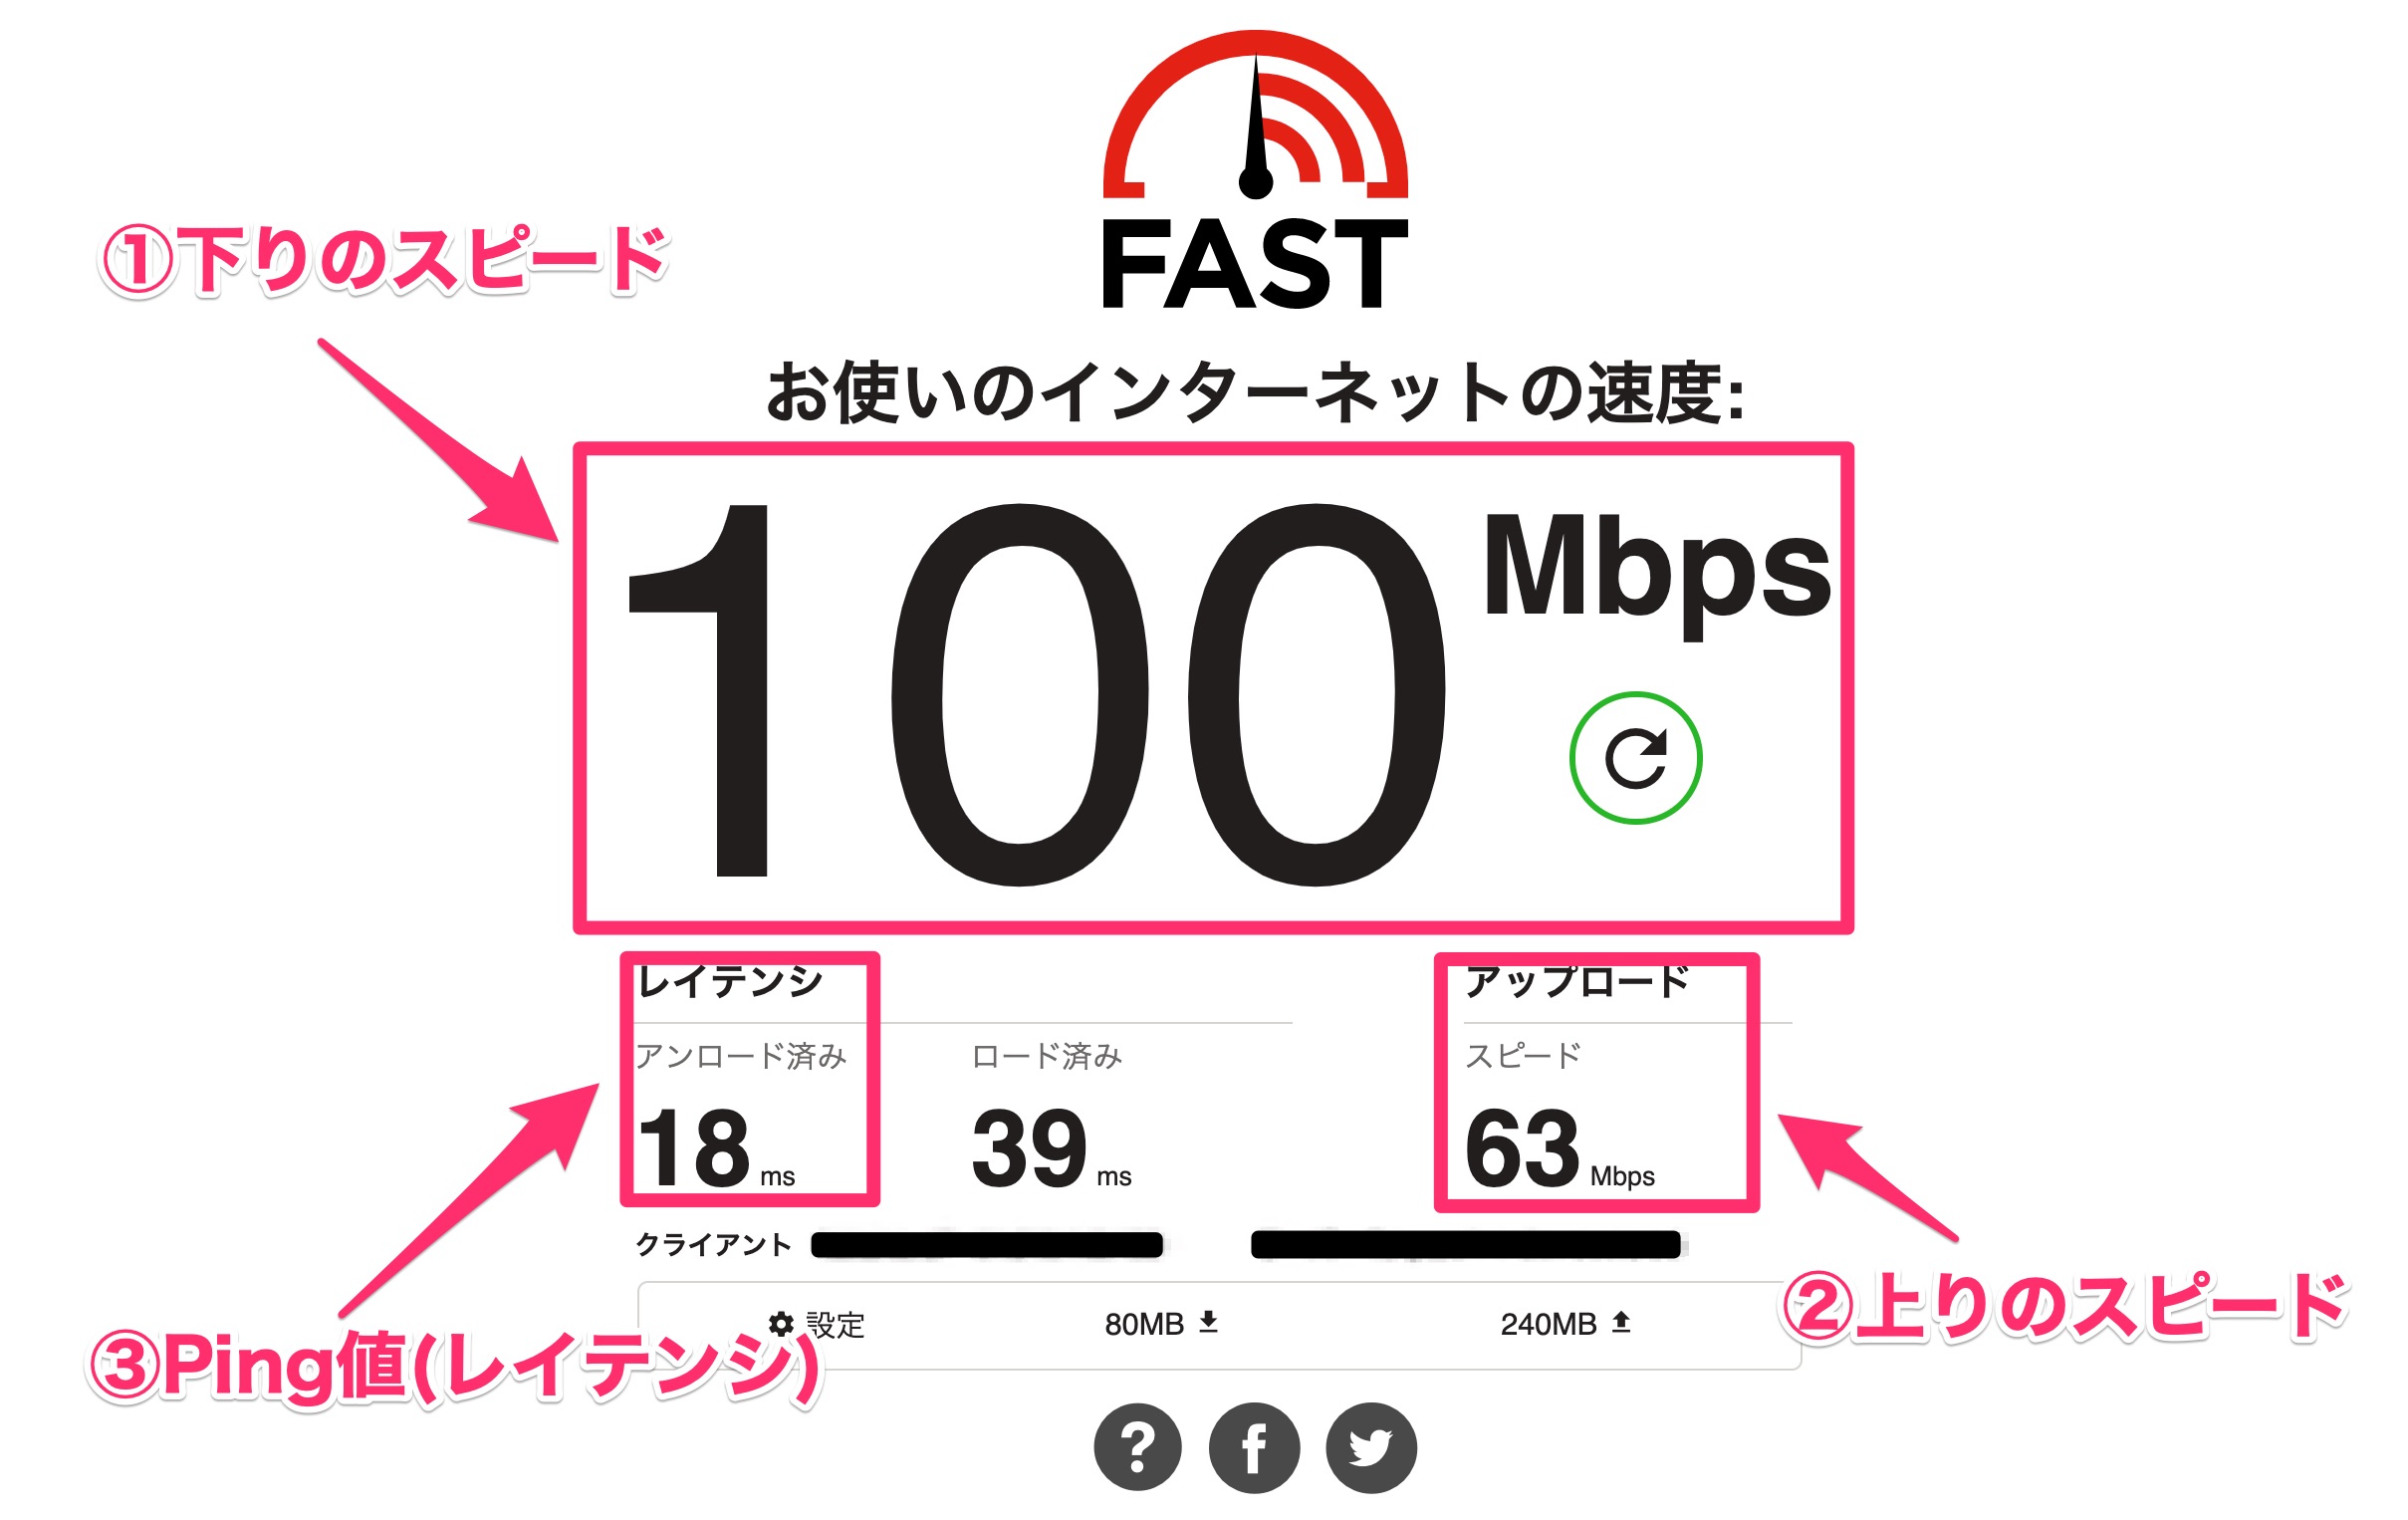 FAST
①下りのスピード
お使いのインターネットの速度:
100 Mbps
レイテンシ
アップロード
アンロード済み
ロード済み
スピード
18 ms
39 ms
63 Mbps
クライアント
②上りのスピード
設定
80MB
240MB
③Ping値(レイテンジ)
?
f